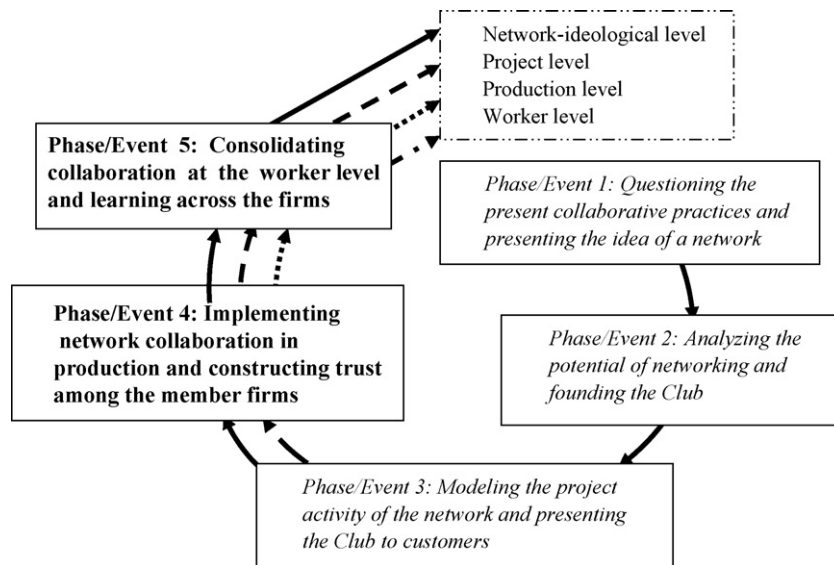 Network-ideological level
Project level
Production level
Worker level
Phase/Event 5: Consolidating
collaboration at the worker level
and learning across the firms
Phase/Event 1: Questioning the
present collaborative practices and
presenting the idea of a network
Phase/Event 4: Implementing
network collaboration in
production and constructing trust
among the member firms
Phase/Event 2: Analyzing the
potential of networking and
founding the Club
Phase/Event 3: Modeling the project
activity of the network and presenting
the Club to customers